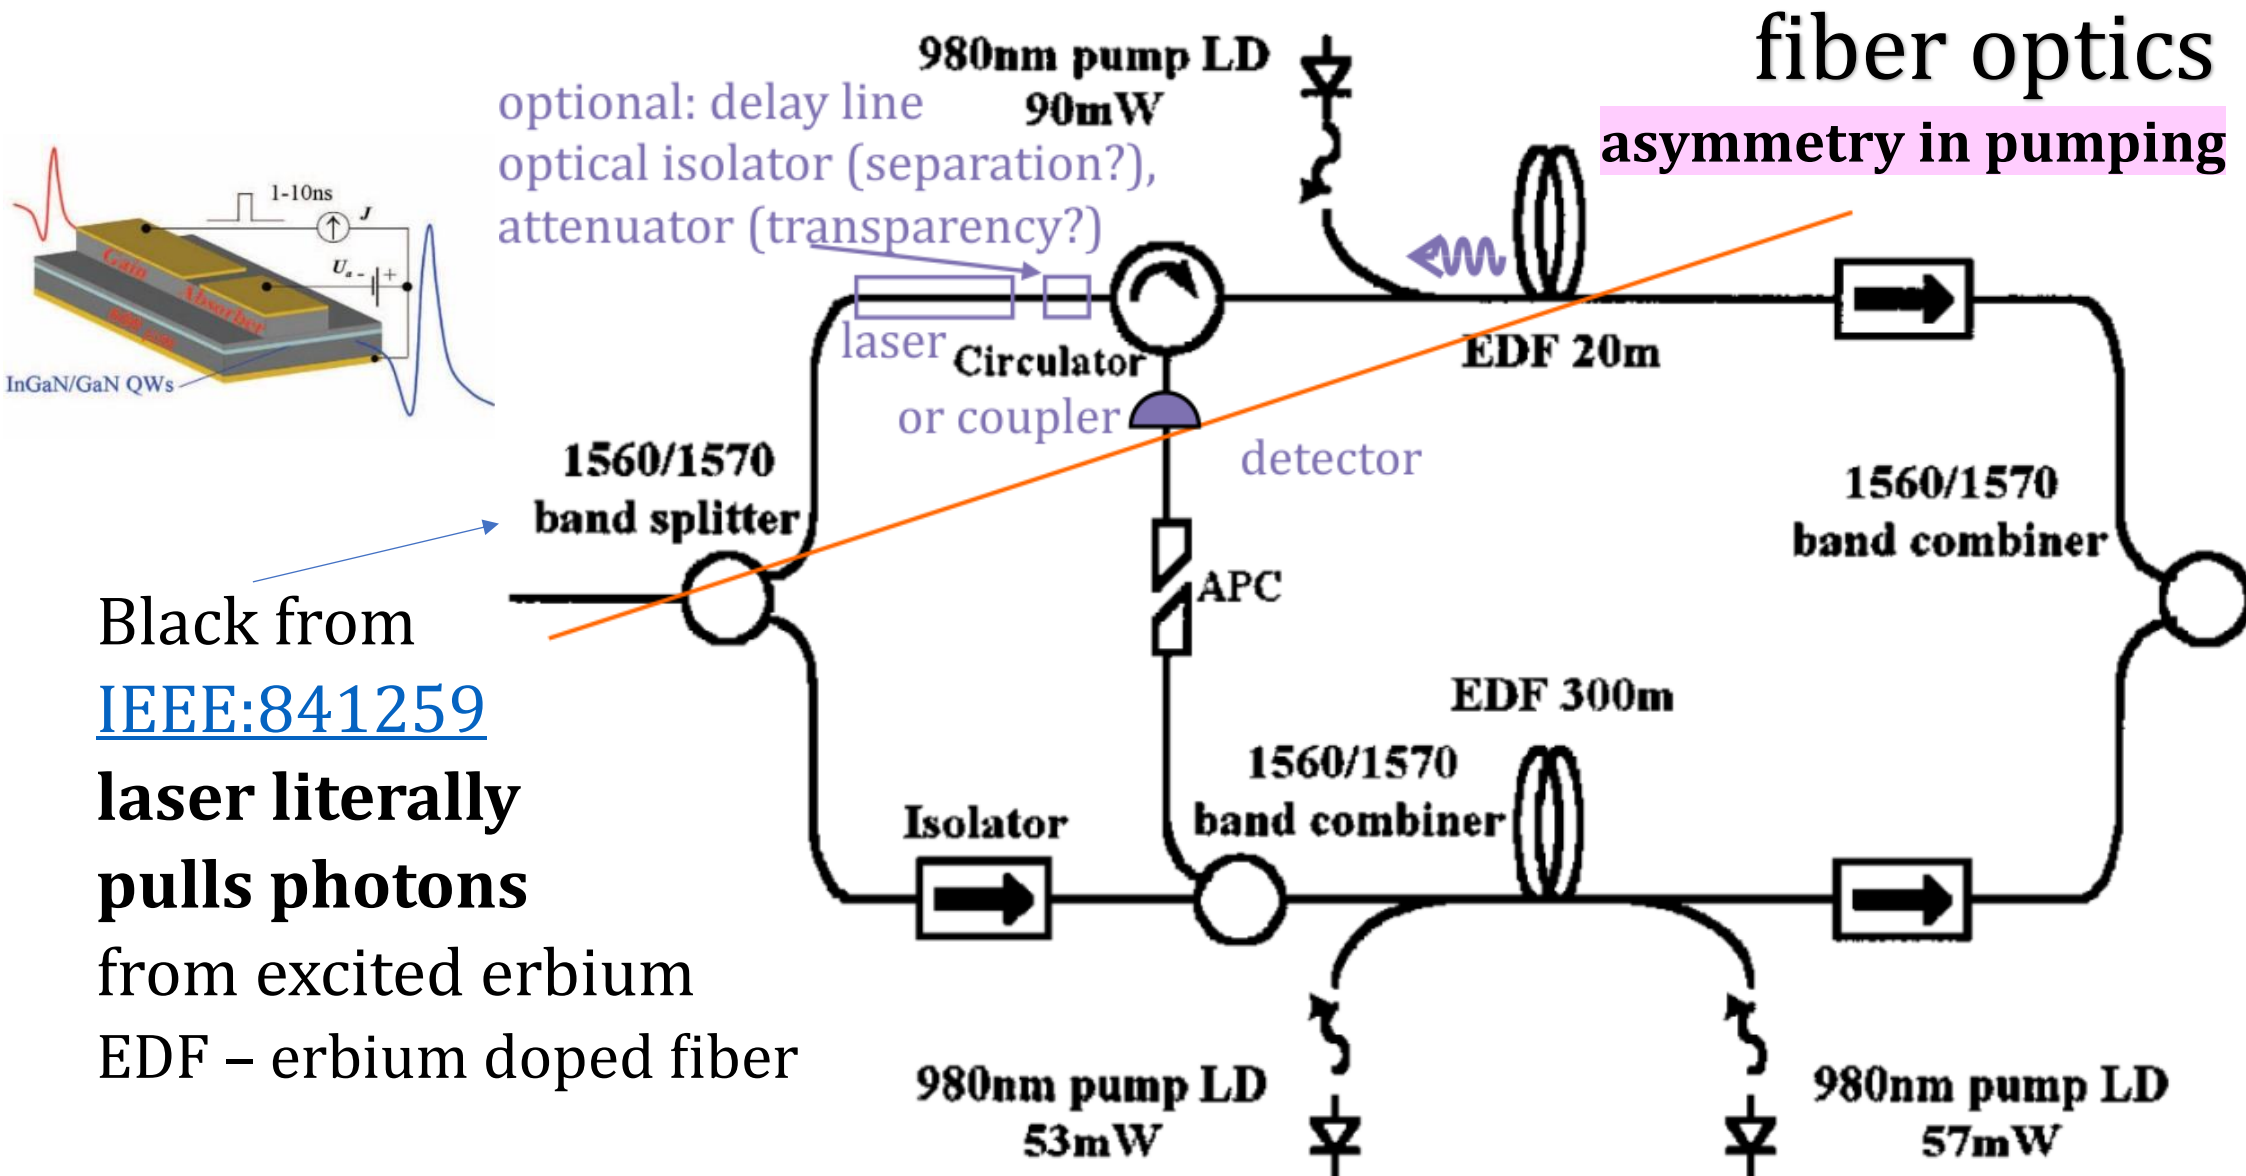 fiber optics
asymmetry in pumping
980nm pump LD
90mW
optional: delay line
optical isolator (separation?),
attenuator (transparency?)
1-10ns
J
Uₐ - +
Gain
Absorber
InGaN/GaN QWs
laser
Circulator
or coupler
detector
EDF 20m
1560/1570
band splitter
1560/1570
band combiner
APC
Black from
IEEE:841259
laser literally
pulls photons
from excited erbium
EDF – erbium doped fiber
EDF 300m
1560/1570
band combiner
Isolator
980nm pump LD
53mW
980nm pump LD
57mW